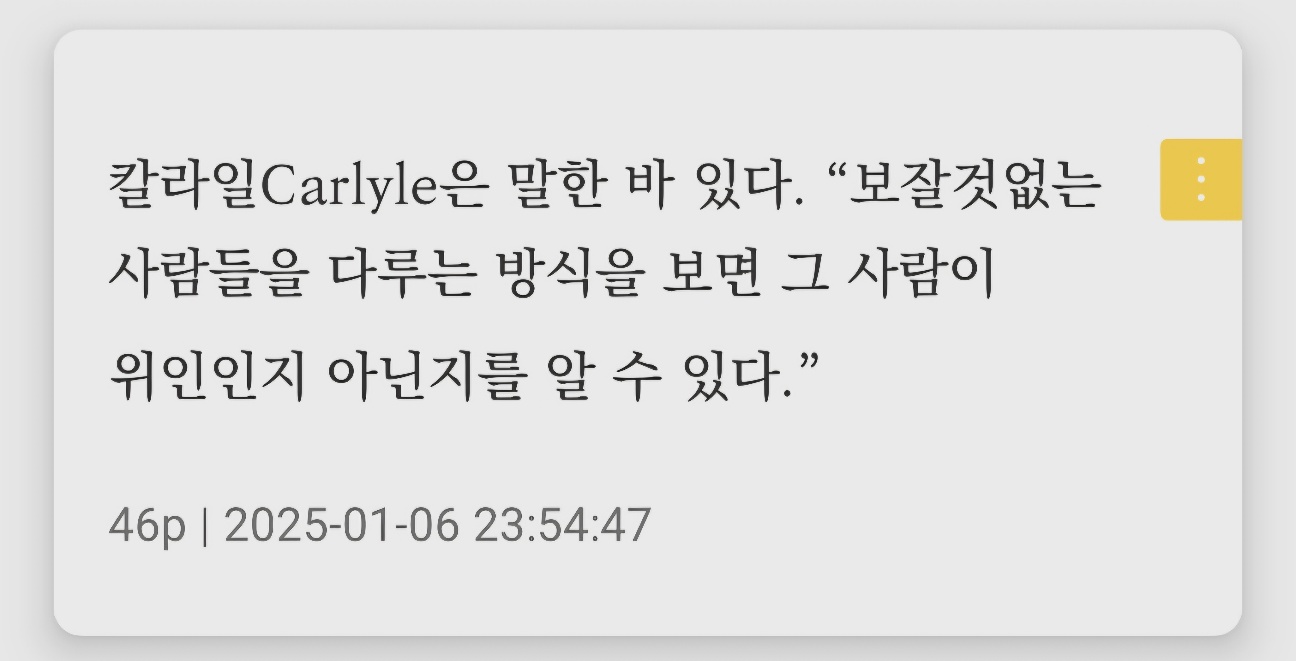 칼라일Carlyle은 말한 바 있다. “보잘것없는
사람들을 다루는 방식을 보면 그 사람이
위인인지 아닌지를 알 수 있다.”
46p | 2025-01-06 23:54:47